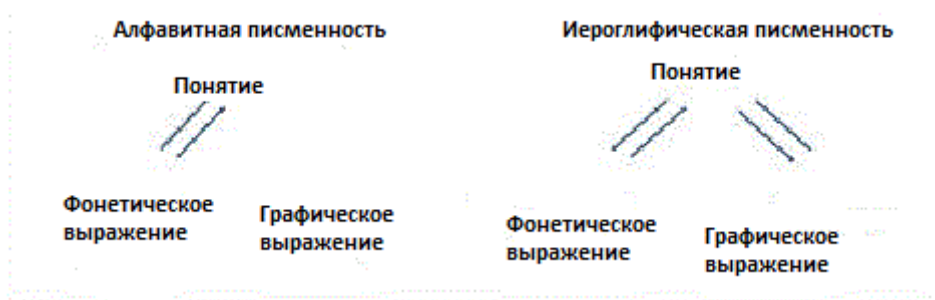 Алфавитная писменность
Понятие
Фонетическое
выражение
Графическое
выражение
Иероглифическая писменность
Понятие
Фонетическое
выражение
Графическое
выражение